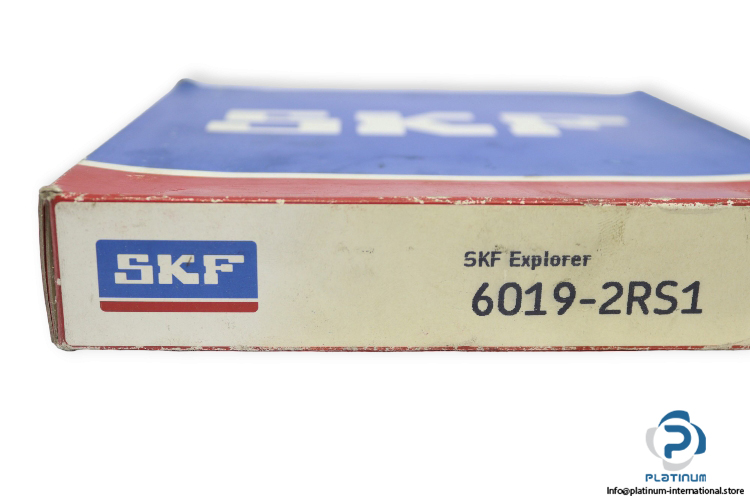 SKF
SKF
SKF Explorer
6019-2RS1
PLATINUM
Info@platinum-international.store